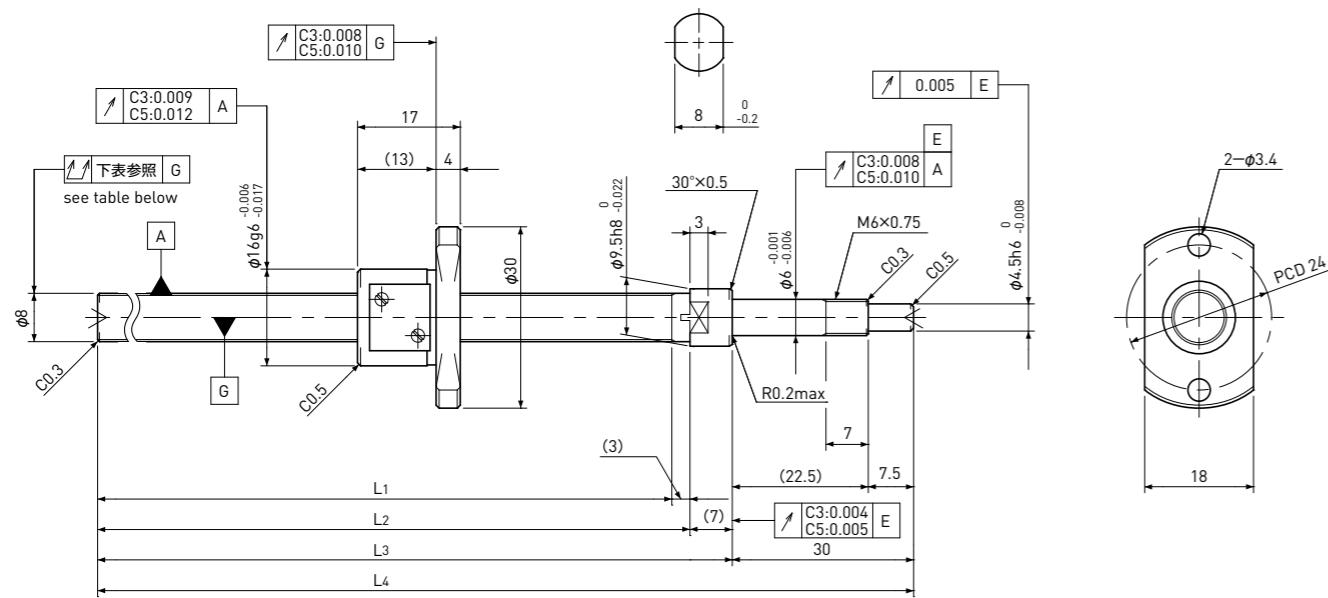 C3:0.008
C5:0.010
G
C3:0.009
C5:0.012
A
下表参照
G
see table below
17
(13)
4
8
0
-0.2
0.005
E
E
C3:0.008
C5:0.010
A
2-φ3.4
φ16g6
-0.006
-0.017
φ9.5h8
0
-0.022
3
30°×0.5
φ6
-0.001
-0.006
M6×0.75
C0.3
C0.5
φ4.5h6
0
-0.008
PCD 24
A
φ8
φ30
G
C0.3
C0.5
R0.2max
7
(3)
(22.5)
7.5
18
L1
L2
(7)
C3:0.004
C5:0.005
E
L3
30
L4